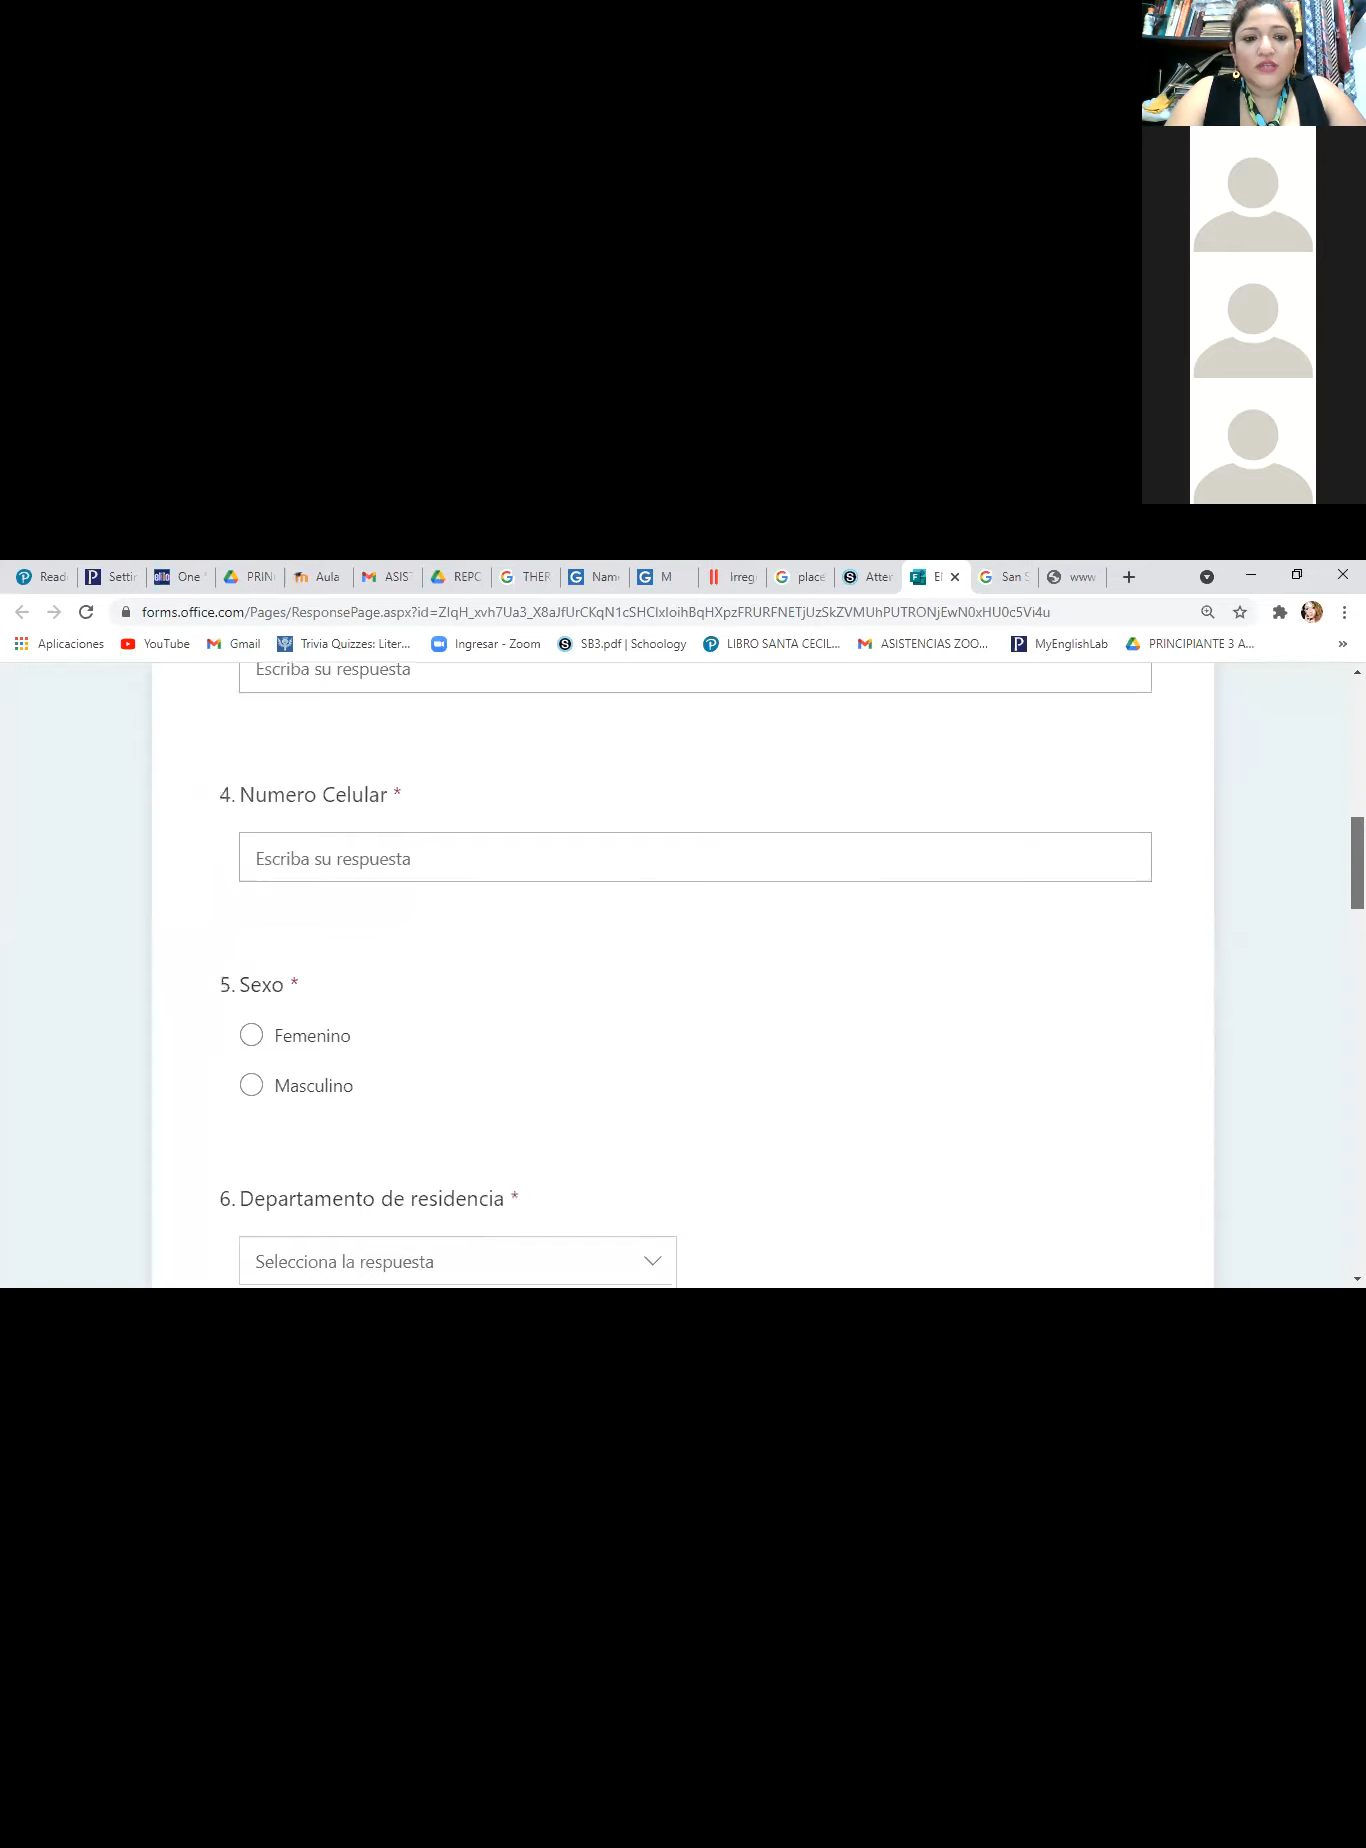 Read
Settir
One
PRIN
Aula
ASIS
REPC
THER
Nam
M
Irreg
place
Atter
El
San S
www
forms.office.com/Pages/ResponsePage.aspx?id=ZIqH_xvh7Ua3_X8aJfUrCKqN1cSHClxIoihBqHXpzFRURFNETjUzSkZVMUhPUTRONjEwN0xHU0c5Vi4u
Aplicaciones
YouTube
Gmail
Trivia Quizzes: Liter...
Ingresar - Zoom
SB3.pdf | Schoology
LIBRO SANTA CECIL...
ASISTENCIAS ZOO...
MyEnglishLab
PRINCIPIANTE 3 A...
Escriba su respuesta
4. Numero Celular *
Escriba su respuesta
5. Sexo *
Femenino
Masculino
6. Departamento de residencia *
Selecciona la respuesta